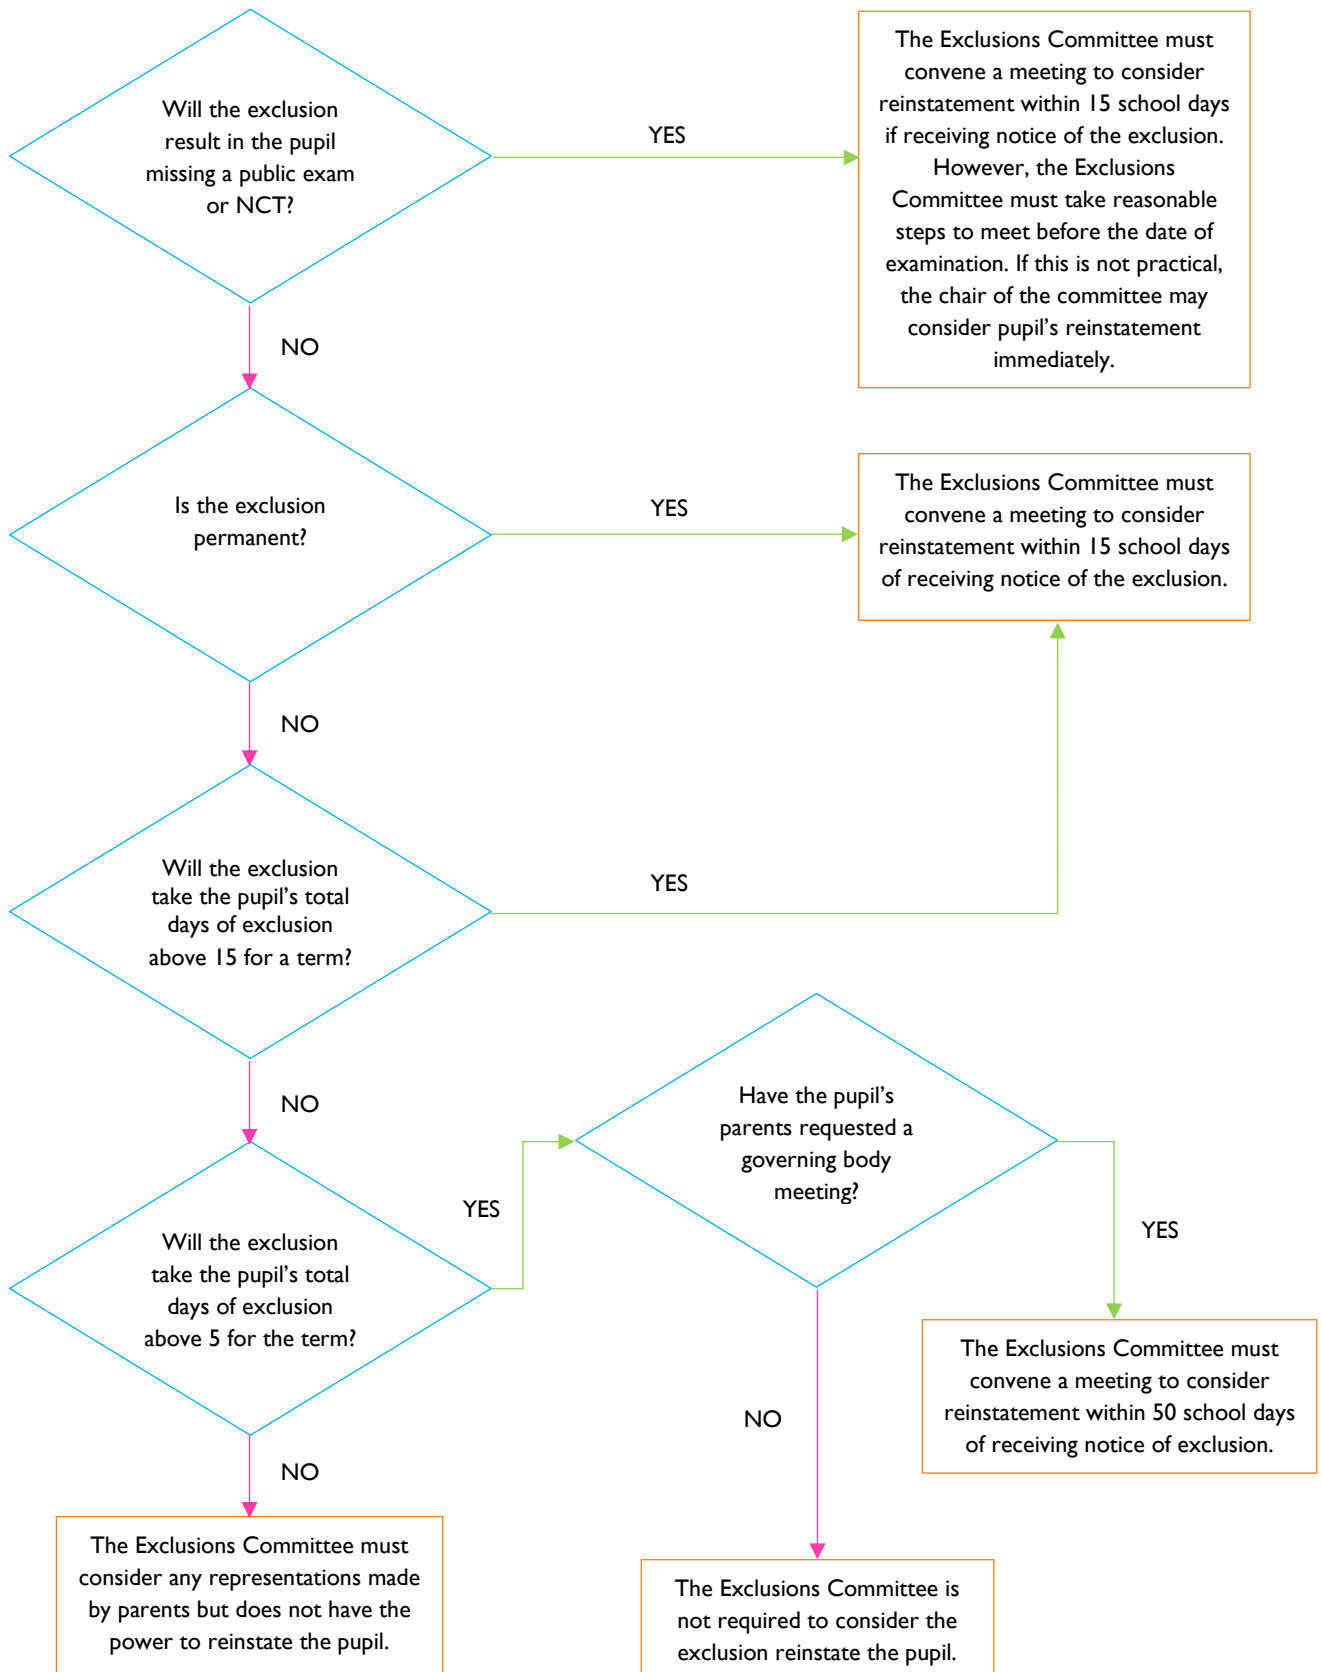 Will the exclusion
result in the pupil
missing a public exam
or NCT?
YES
The Exclusions Committee must
convene a meeting to consider
reinstatement within 15 school days
if receiving notice of the exclusion.
However, the Exclusions
Committee must take reasonable
steps to meet before the date of
examination. If this is not practical,
the chair of the committee may
consider pupil’s reinstatement
immediately.
NO
Is the exclusion
permanent?
YES
The Exclusions Committee must
convene a meeting to consider
reinstatement within 15 school days
of receiving notice of the exclusion.
NO
Will the exclusion
take the pupil’s total
days of exclusion
above 15 for a term?
YES
NO
Will the exclusion
take the pupil’s total
days of exclusion
above 5 for the term?
YES
Have the pupil’s
parents requested a
governing body
meeting?
YES
The Exclusions Committee must
convene a meeting to consider
reinstatement within 50 school days
of receiving notice of exclusion.
NO
NO
The Exclusions Committee must
consider any representations made
by parents but does not have the
power to reinstate the pupil.
The Exclusions Committee is
not required to consider the
exclusion reinstate the pupil.